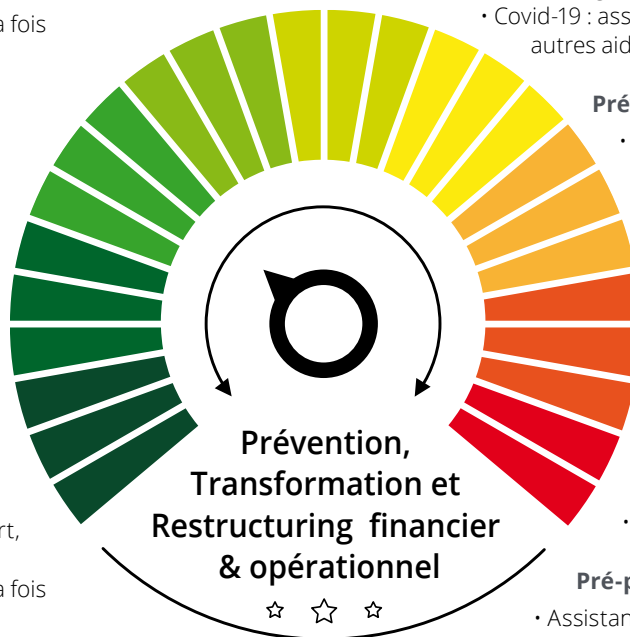 a fois
• Covid-19 : ass
autres aid
Pré
•
Prévention,
Transformation et
Restructuring financier
& opérationnel
rt,
a fois
•
Pré-p
• Assistan